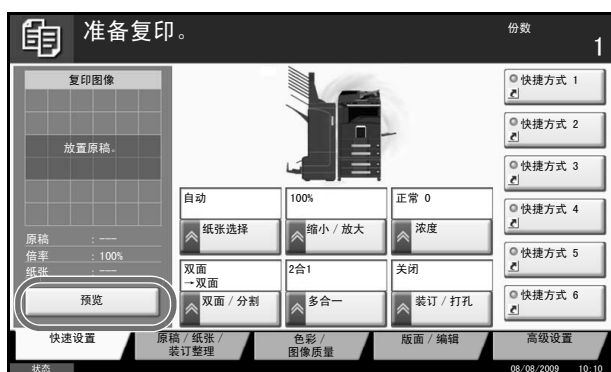 准备复印。
份数
1
复印图像
放置原稿。
原稿 : ---
倍率 : 100%
纸张 : ---
预览
自动
纸张选择
100%
缩小 / 放大
正常 0
浓度
双面
→双面
双面 / 分割
2合1
多合一
关闭
装订 / 打孔
快捷方式 1
快捷方式 2
快捷方式 3
快捷方式 4
快捷方式 5
快捷方式 6
快速设置
原稿 / 纸张 /
装订整理
色彩 /
图像质量
版面 / 编辑
高级设置
状态
08/08/2009 10:10